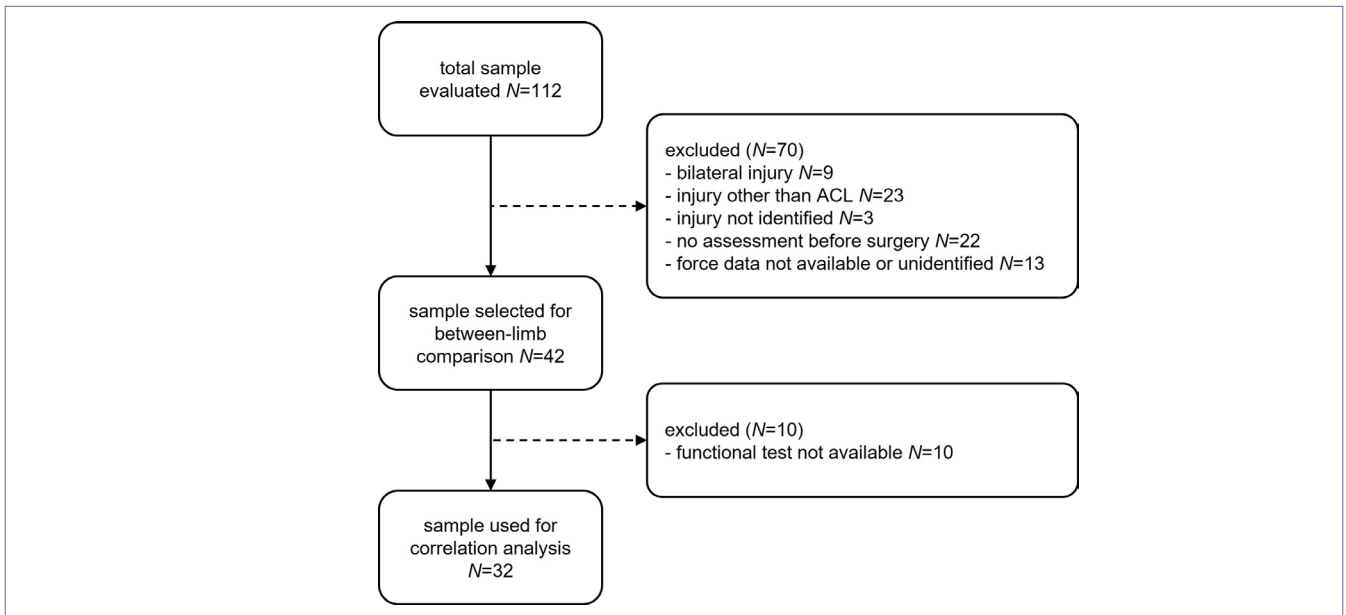 total sample
evaluated N=112
excluded (N=70)
- bilateral injury N=9
- injury other than ACL N=23
- injury not identified N=3
- no assessment before surgery N=22
- force data not available or unidentified N=13
sample selected for
between-limb
comparison N=42
excluded (N=10)
- functional test not available N=10
sample used for
correlation analysis
N=32